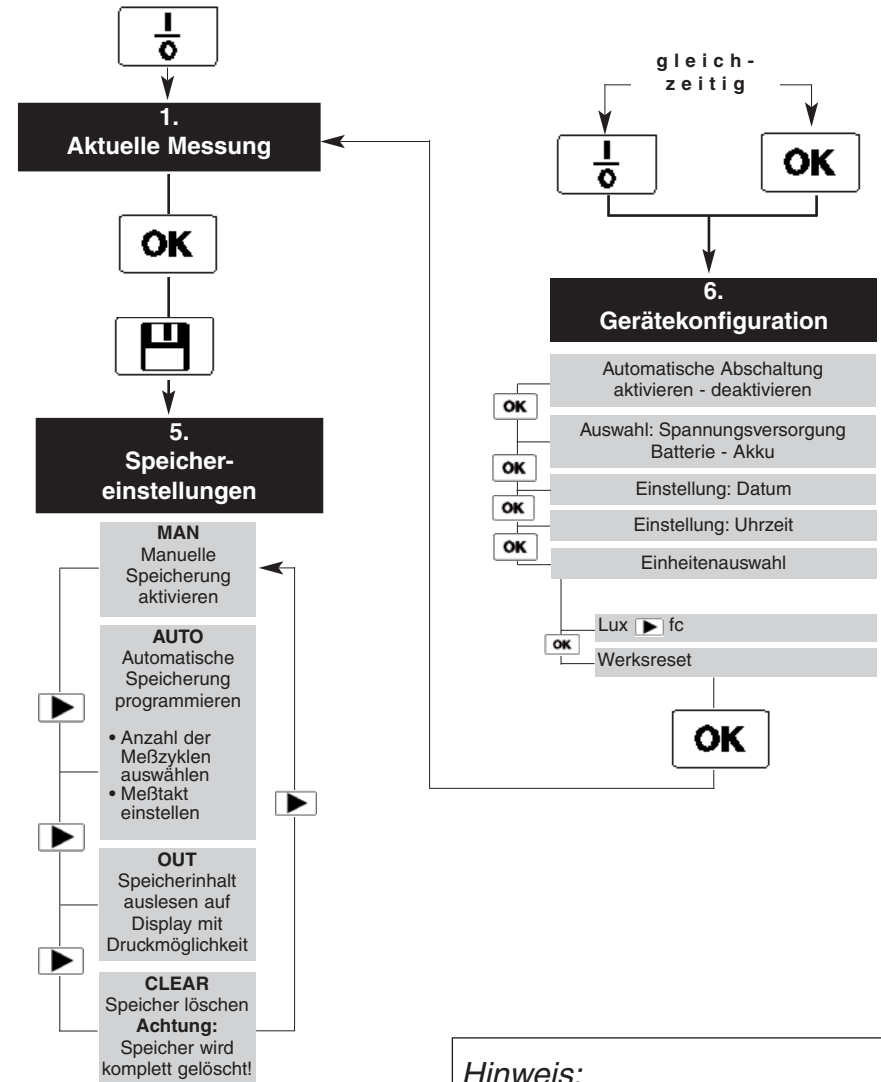 I
0
1.
Aktuelle Messung
OK
5.
Speicher-
einstellungen
MAN
Manuelle
Speicherung
aktivieren
AUTO
Automatische
Speicherung
programmieren
• Anzahl der
Meßzyklen
auswählen
• Meßtakt
einstellen
OUT
Speicherinhalt
auslesen auf
Display mit
Druckmöglichkeit
CLEAR
Speicher löschen
Achtung:
Speicher wird
komplett gelöscht!
gleich-
zeitig
I
0
OK
6.
Gerätekonfiguration
Automatische Abschaltung
aktivieren - deaktivieren
OK
Auswahl: Spannungsversorgung
Batterie - Akku
OK
Einstellung: Datum
OK
Einstellung: Uhrzeit
OK
Einheitenauswahl
Lux ▶ fc
OK
Werksreset
OK
Hinweis: